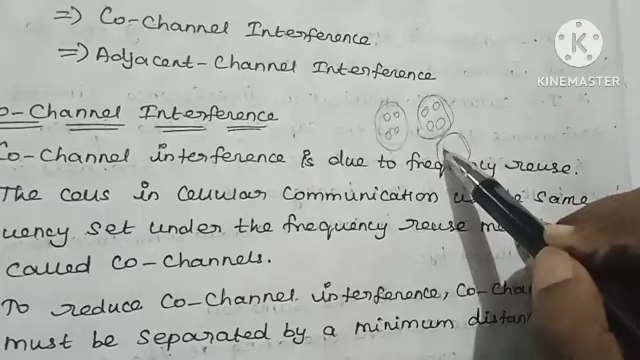 => Co-Channel Interference.
=> Adjacent-Channel Interference
KINEMASTER
o-Channel Interference
Co-Channel interference is due to frequency reuse.
The cells in cellular communication same
uency set under the frequency reuse
called Co-channels.
To reduce Co-channel interference, Co-cha
must be separated by a minimum distan